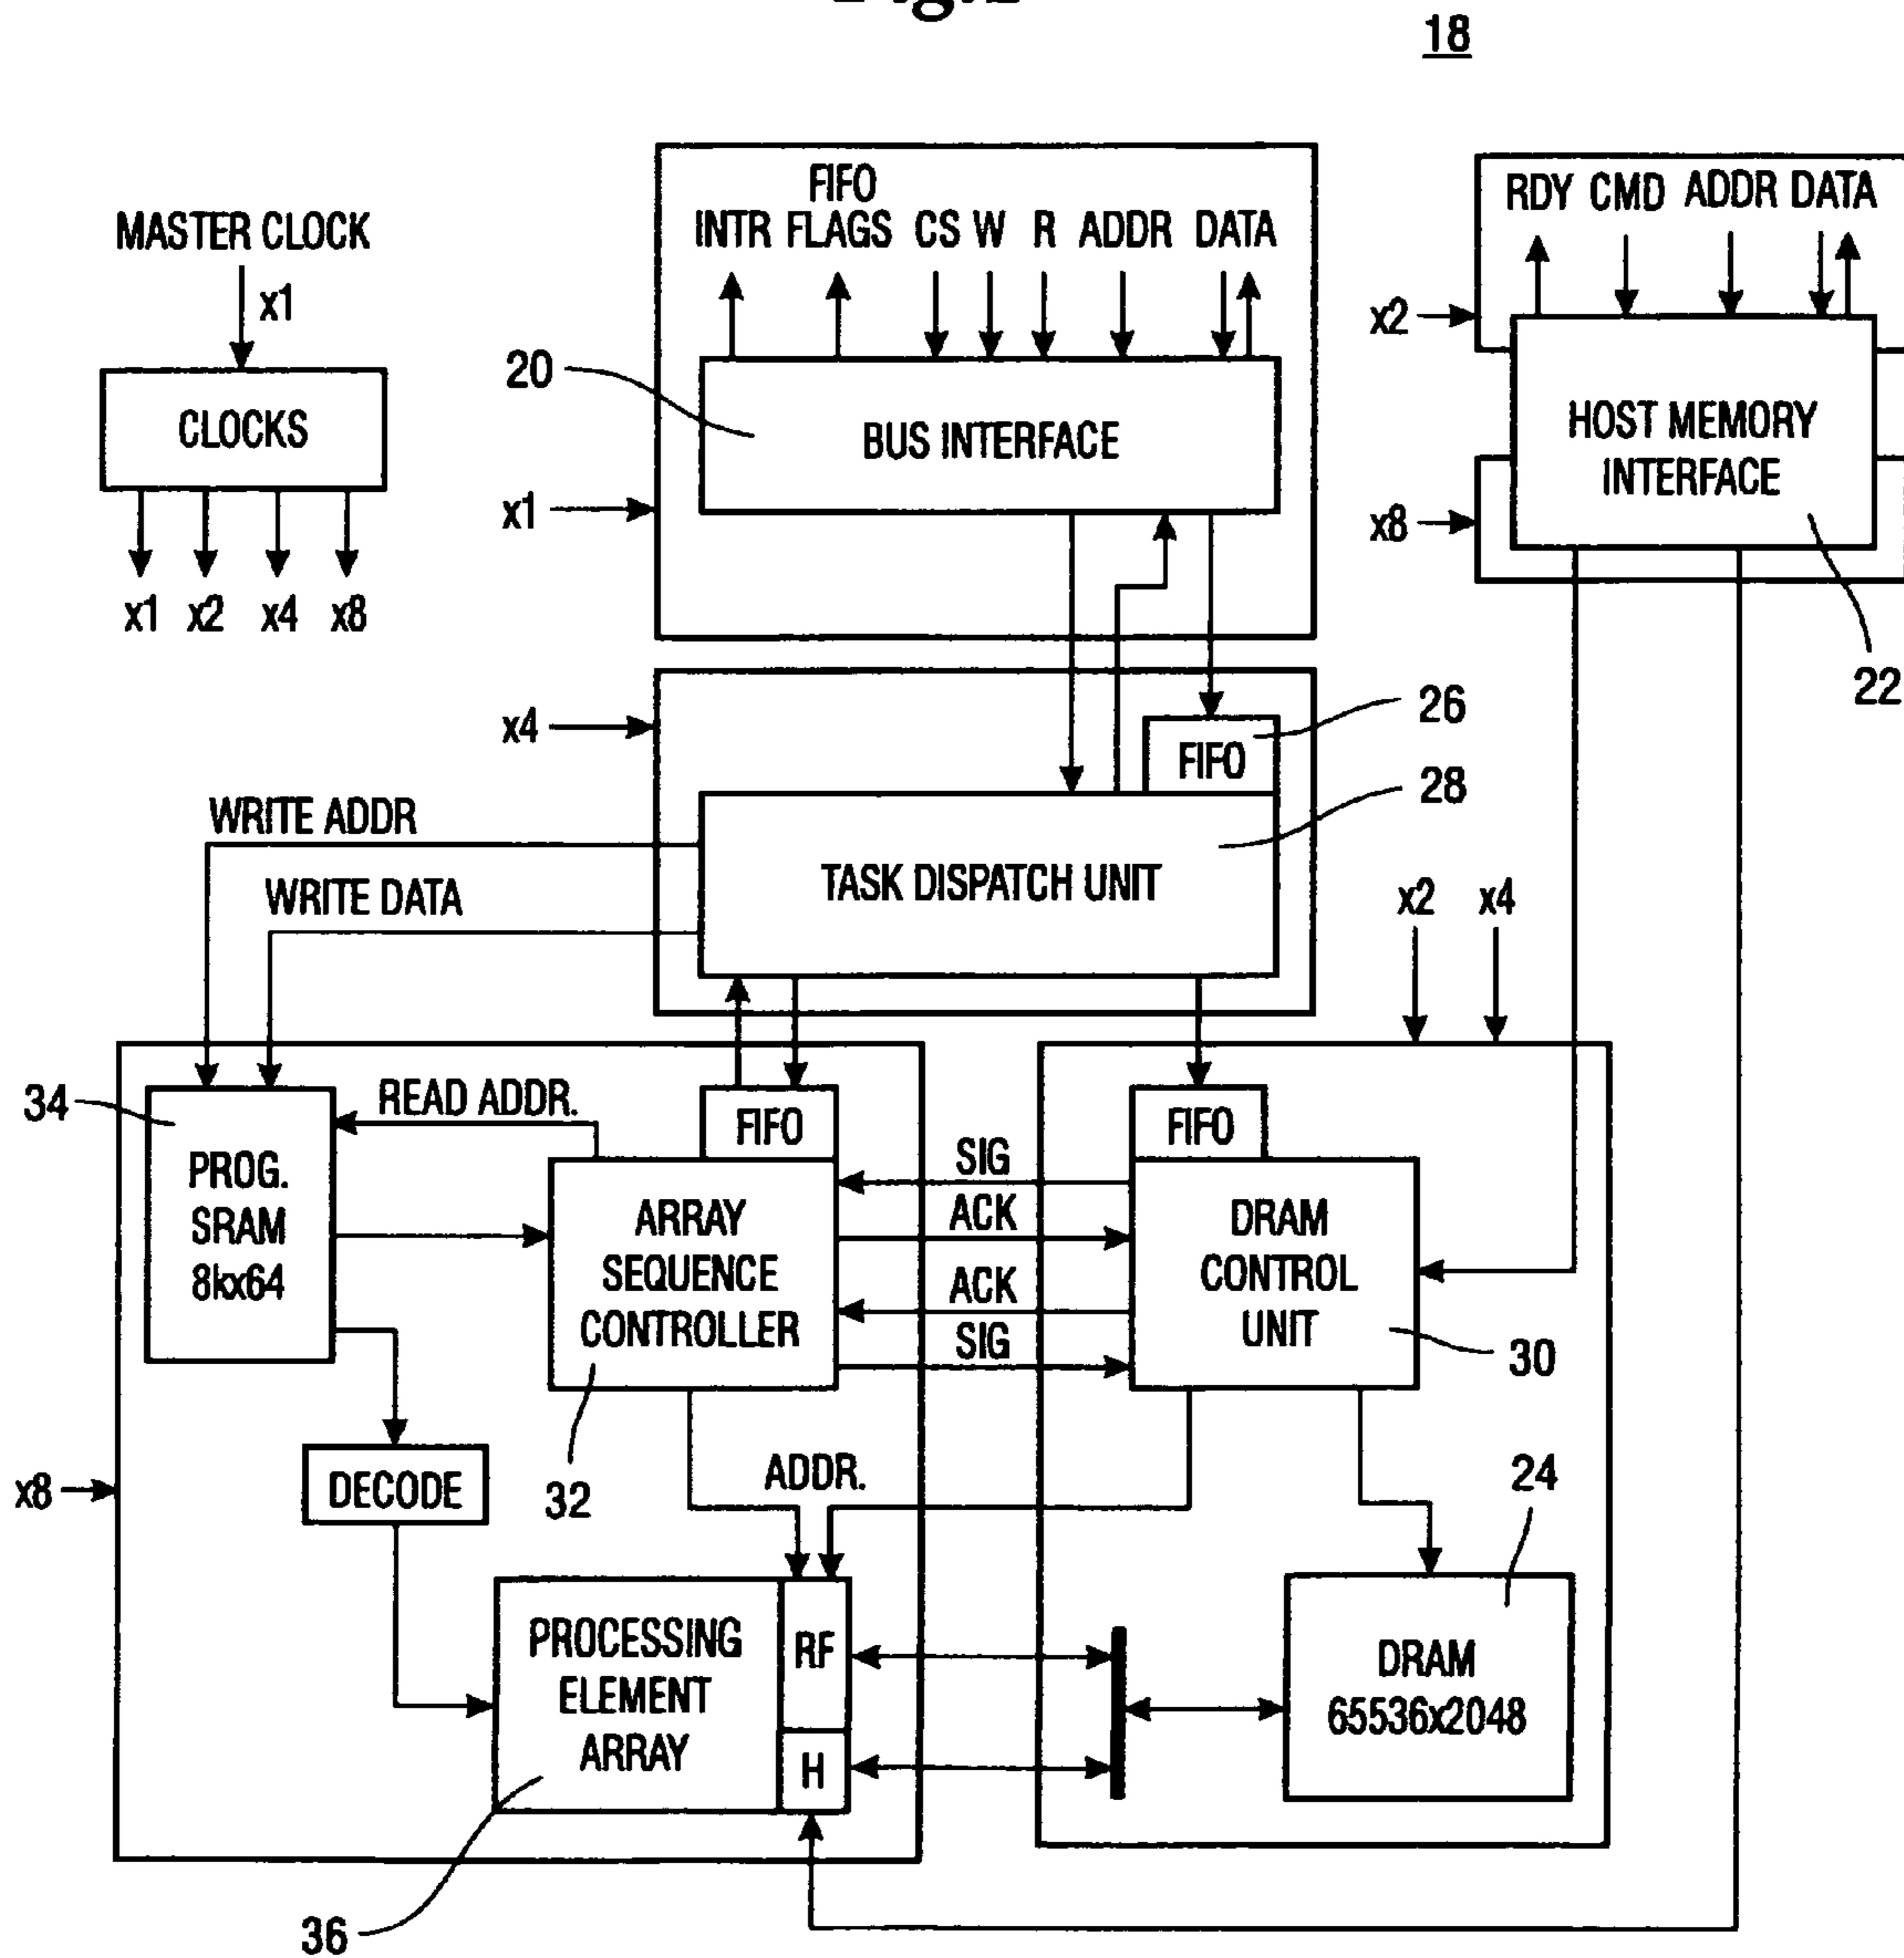 18
MASTER CLOCK
x1
CLOCKS
x1 x2 x4 x8
FIFO
INTR FLAGS CS W R ADDR DATA
20
BUS INTERFACE
x1
RDY CMD ADDR DATA
x2
HOST MEMORY
INTERFACE
x8
22
x4
26
FIFO
28
TASK DISPATCH UNIT
WRITE ADDR
WRITE DATA
x2 x4
34
PROG.
SRAM
8kx64
READ ADDR.
FIFO
ARRAY
SEQUENCE
CONTROLLER
32
SIG
ACK
ACK
SIG
FIFO
DRAM
CONTROL
UNIT
30
x8
DECODE
ADDR.
24
PROCESSING
ELEMENT
ARRAY
RF
H
DRAM
65536x2048
36